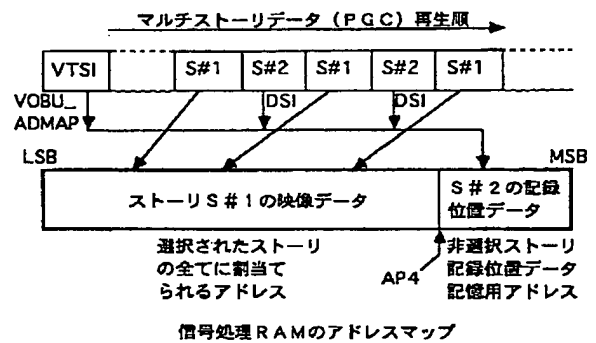 マルチストーリデータ（ＰＧＣ）再生順
VTSI
S#1
S#2
S#1
S#2
S#1
VOBU_
ADMAP
DSI
DSI
LSB
MSB
ストーリＳ＃１の映像データ
Ｓ＃２の記録
位置データ
選択されたストーリ
の全てに割当て
られるアドレス
AP4
非選択ストーリ
記録位置データ
記憶用アドレス
信号処理ＲＡＭのアドレスマップ